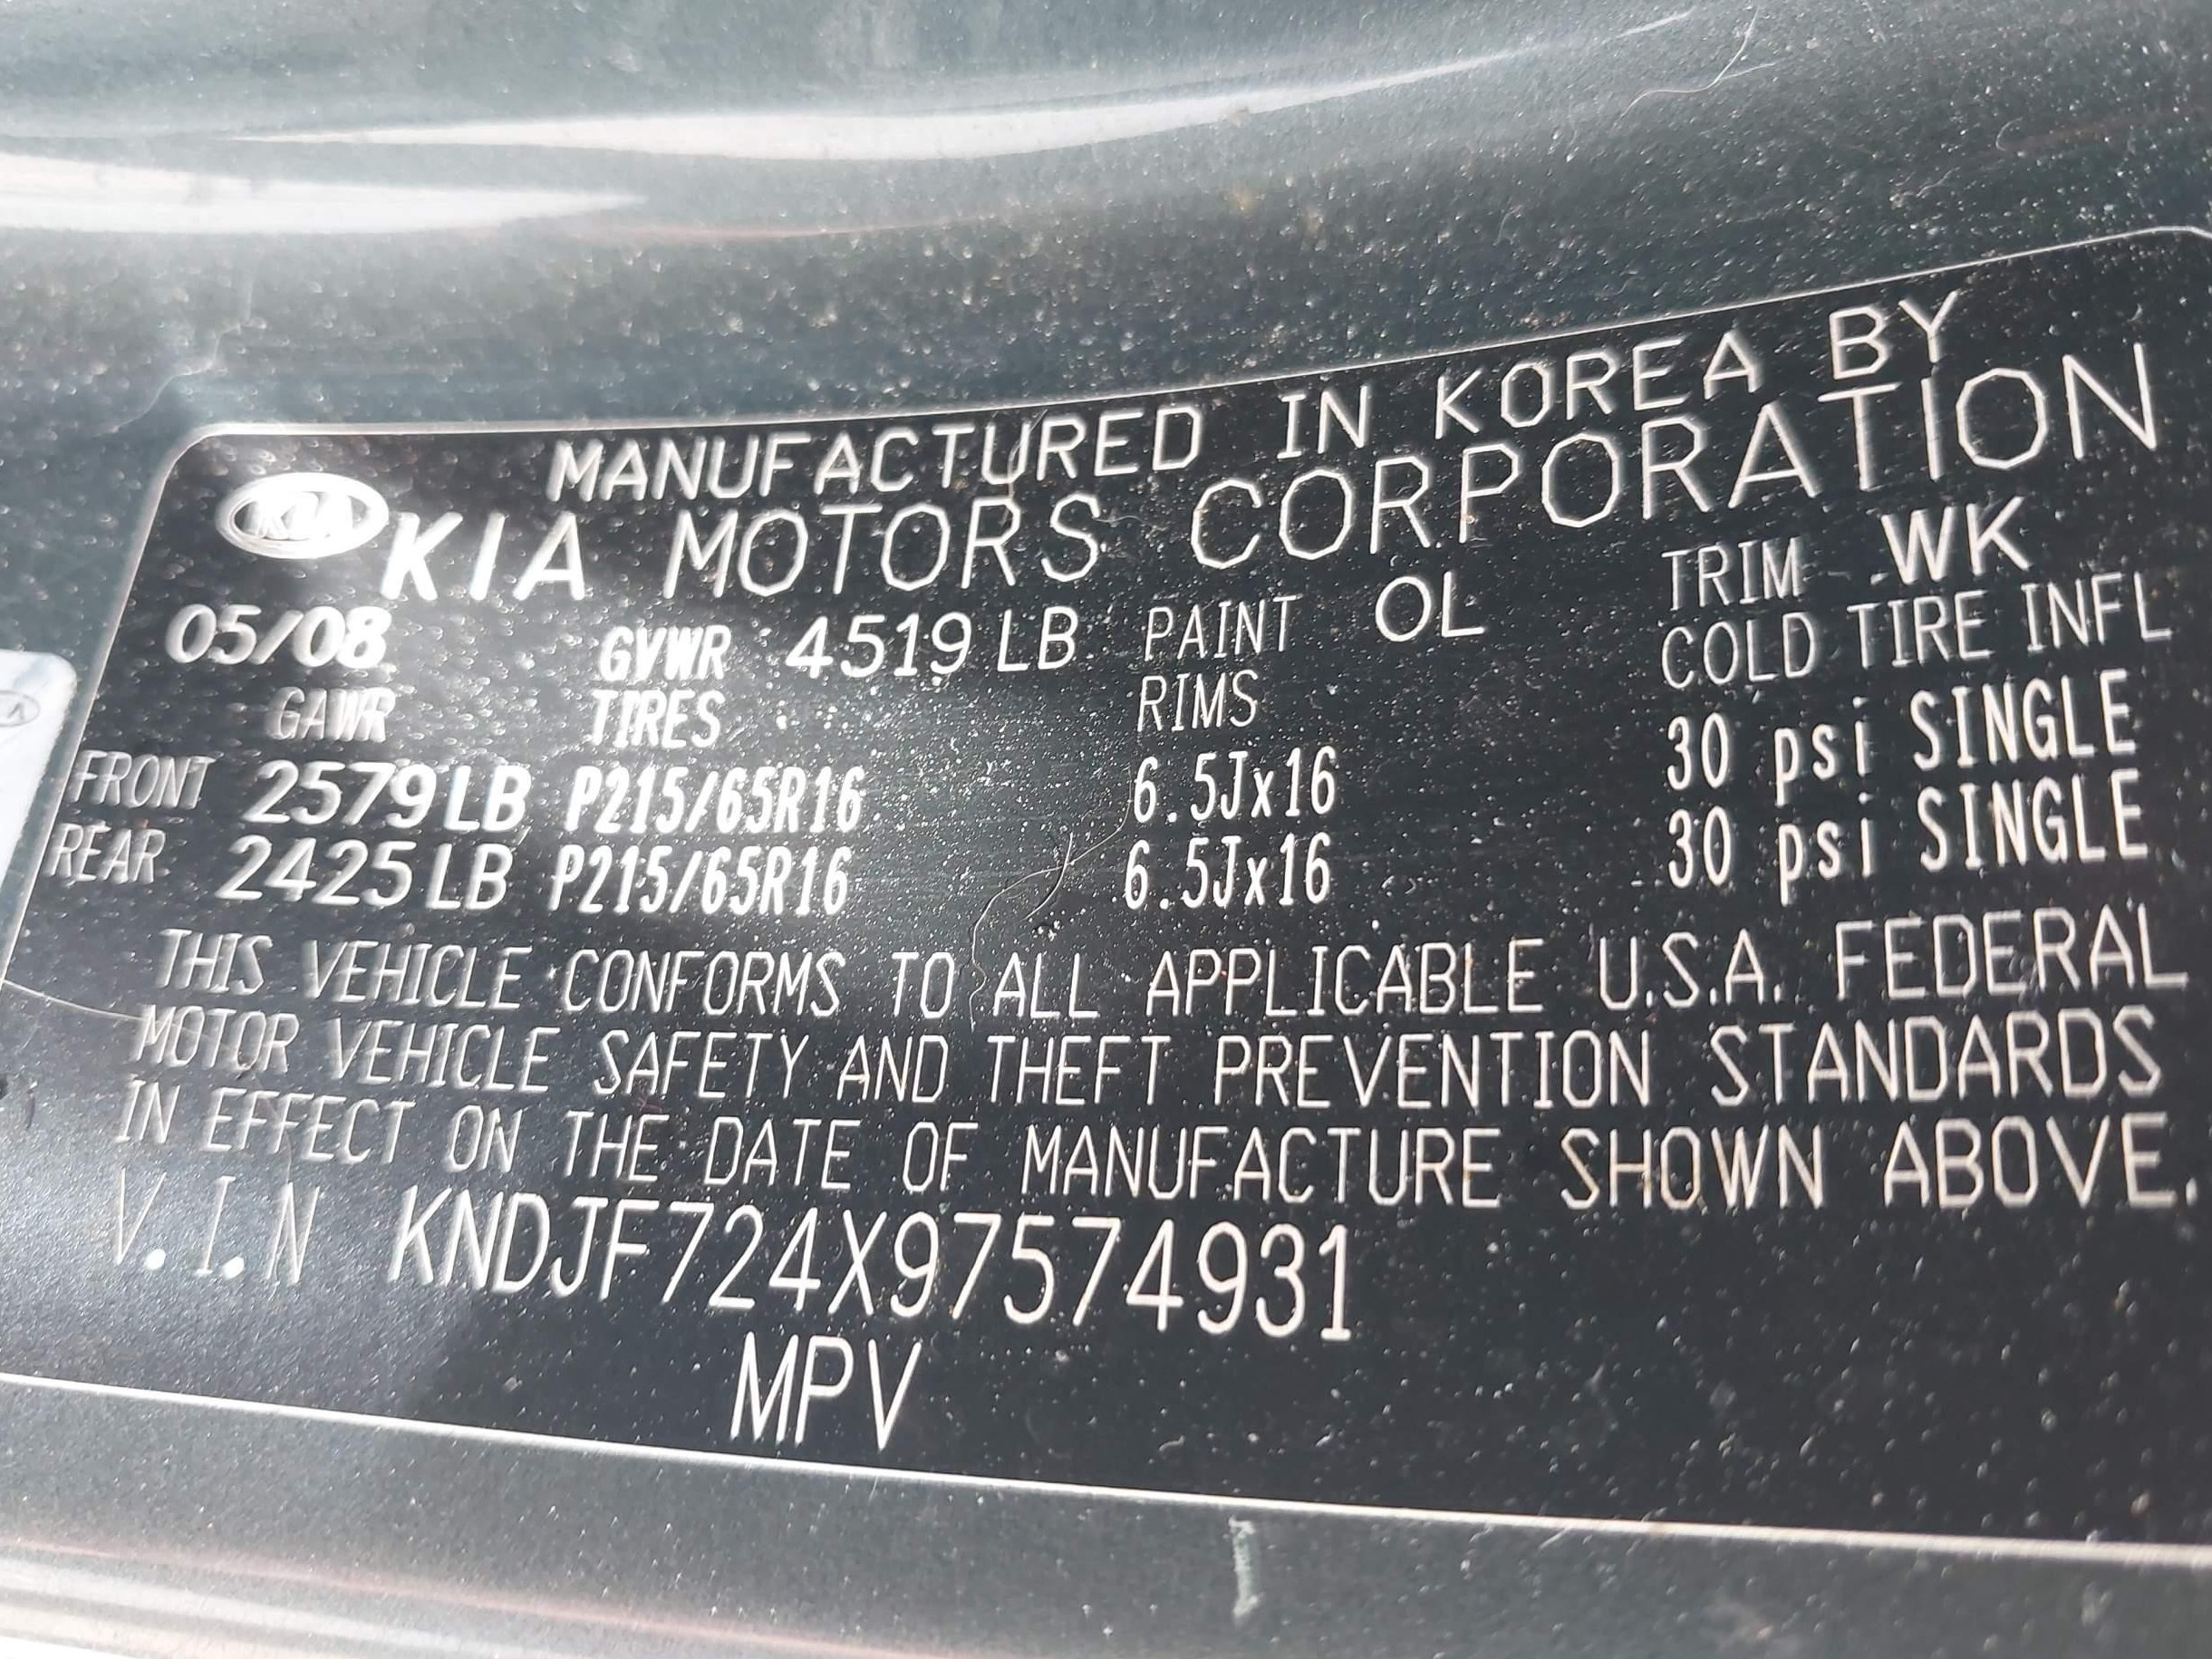 MANUFACTURED IN KOREA BY
KIA KIA MOTORS CORPORATION
05/08 GVWR 4519 LB PAINT OL TRIM WK
GAWR TIRES RIMS COLD TIRE INFL
FRONT 2579 LB P215/65R16 6.5Jx16 30 psi SINGLE
REAR 2425 LB P215/65R16 6.5Jx16 30 psi SINGLE
THIS VEHICLE CONFORMS TO ALL APPLICABLE U.S.A. FEDERAL
MOTOR VEHICLE SAFETY AND THEFT PREVENTION STANDARDS
IN EFFECT ON THE DATE OF MANUFACTURE SHOWN ABOVE.
V.I.N KNDJF724X97574931
MPV